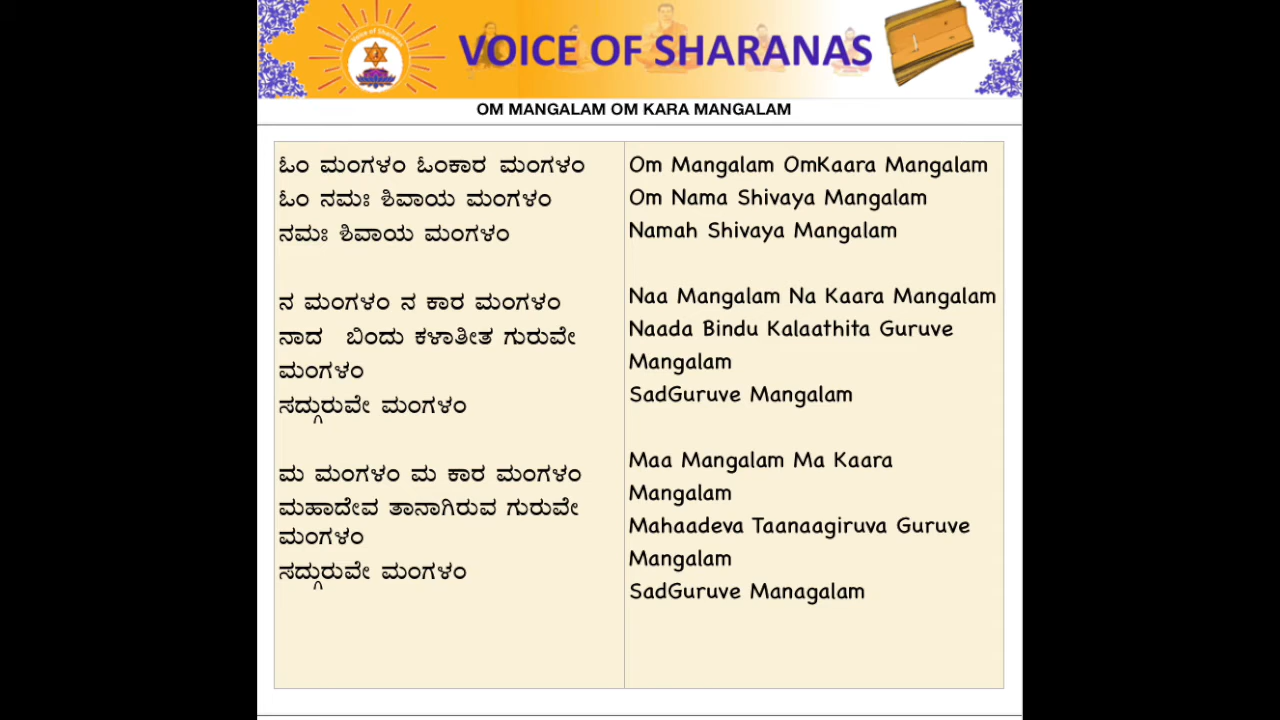 Voice of Sharanas
VOICE OF SHARANAS
OM MANGALAM OM KARA MANGALAM
ಓಂ ಮಂಗಳಂ ಓಂಕಾರ ಮಂಗಳಂ
ಓಂ ನಮಃ ಶಿವಾಯ ಮಂಗಳಂ
ನಮಃ ಶಿವಾಯ ಮಂಗಳಂ
ನ ಮಂಗಳಂ ನ ಕಾರ ಮಂಗಳಂ
ನಾದ ಬಿಂದು ಕಳಾತೀತ ಗುರುವೇ
ಮಂಗಳಂ
ಸದ್ಗುರುವೇ ಮಂಗಳಂ
ಮ ಮಂಗಳಂ ಮ ಕಾರ ಮಂಗಳಂ
ಮಹಾದೇವ ತಾನಾಗಿರುವ ಗುರುವೇ
ಮಂಗಳಂ
ಸದ್ಗುರುವೇ ಮಂಗಳಂ
Om Mangalam OmKaara Mangalam
Om Nama Shivaya Mangalam
Namah Shivaya Mangalam
Naa Mangalam Na Kaara Mangalam
Naada Bindu Kalaathita Guruve
Mangalam
SadGuruve Mangalam
Maa Mangalam Ma Kaara
Mangalam
Mahaadeva Taanaagiruva Guruve
Mangalam
SadGuruve Managalam